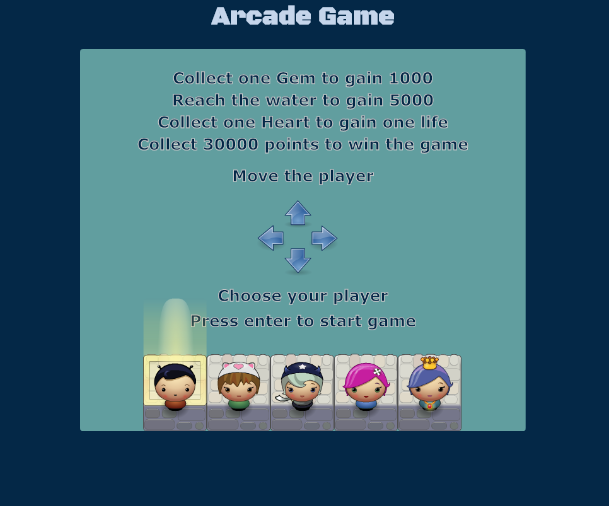 Arcade Game
Collect one Gem to gain 1000
Reach the water to gain 5000
Collect one Heart to gain one life
Collect 30000 points to win the game
Move the player
Choose your player
Press enter to start game